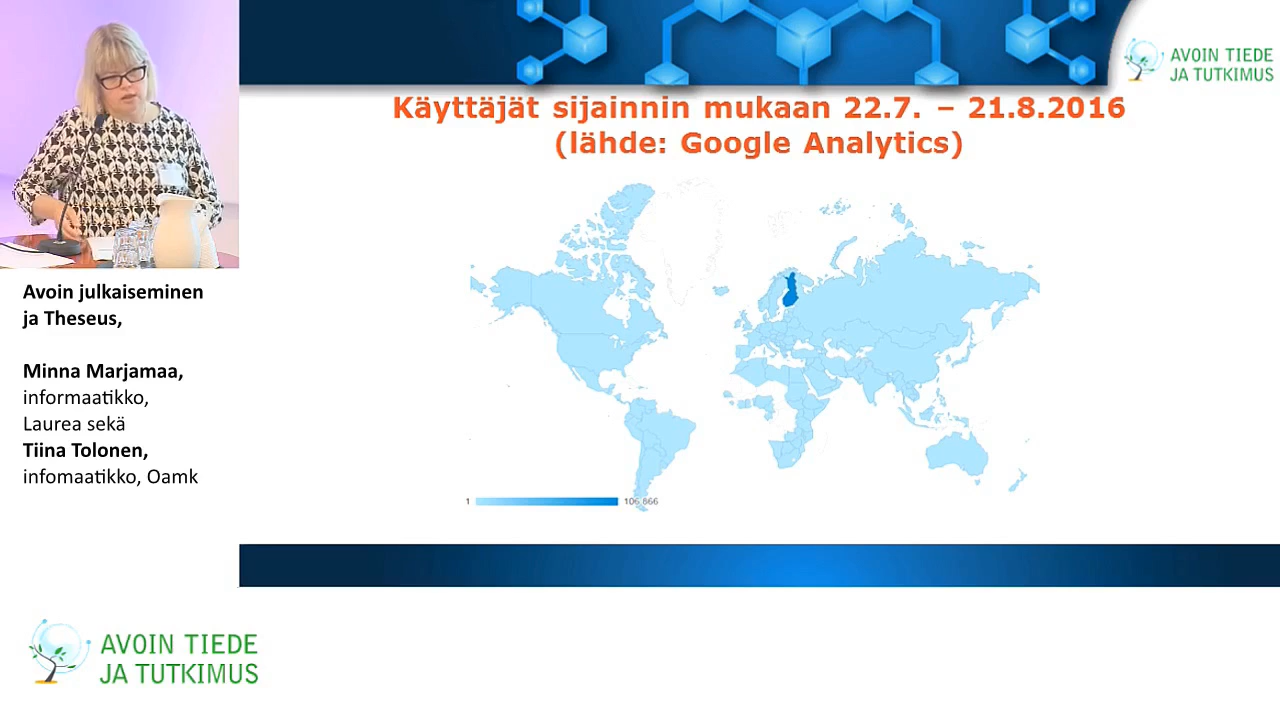 AVOIN TIEDE
JA TUTKIMUS
Käyttäjät sijainnin mukaan 22.7. – 21.8.2016
(lähde: Google Analytics)
1
106 866
Avoin julkaiseminen
ja Theseus,
Minna Marjamaa,
informaatikko,
Laurea sekä
Tiina Tolonen,
infomaatikko, Oamk
AVOIN TIEDE
JA TUTKIMUS